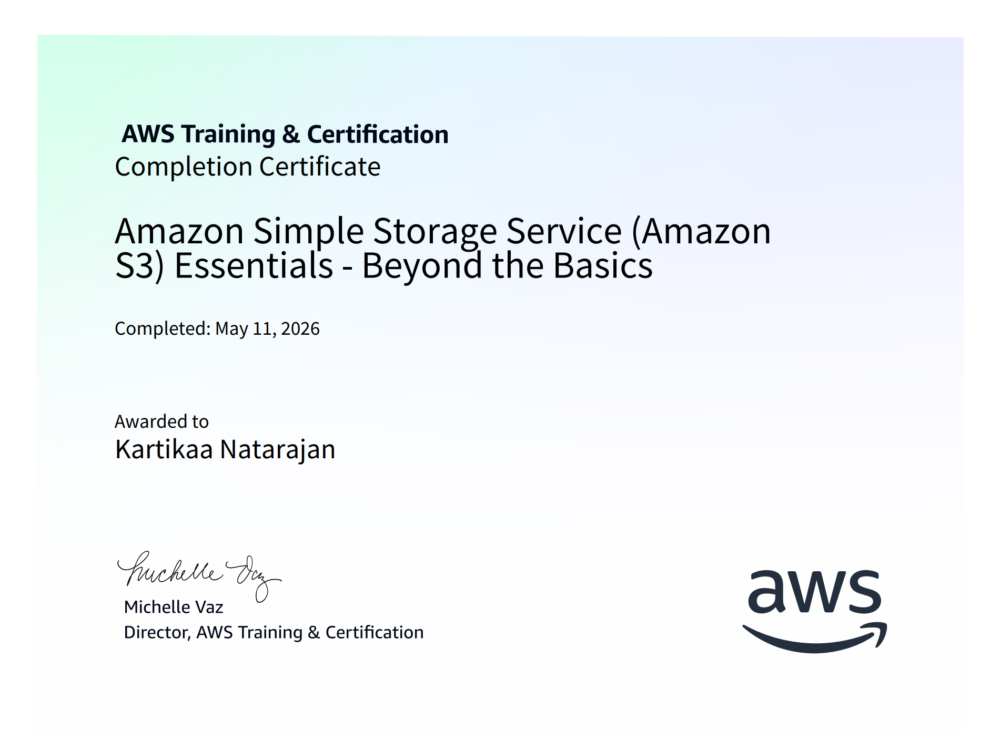 AWS Training & Certification
Completion Certificate
Amazon Simple Storage Service (Amazon
S3) Essentials - Beyond the Basics
Completed: May 11, 2026
Awarded to
Kartikaa Natarajan
Michelle Vaz
Michelle Vaz
Director, AWS Training & Certification
aws